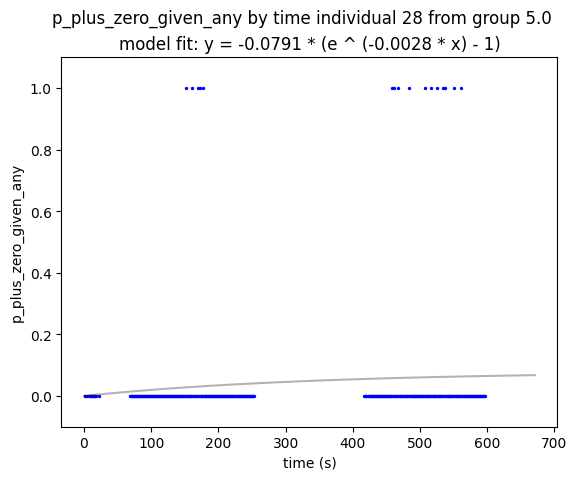 p_plus_zero_given_any by time individual 28 from group 5.0
model fit: y = -0.0791 * (e ^ (-0.0028 * x) - 1)
1.0
0.8
0.6
0.4
0.2
0.0
p_plus_zero_given_any
0 100 200 300 400 500 600 700
time (s)